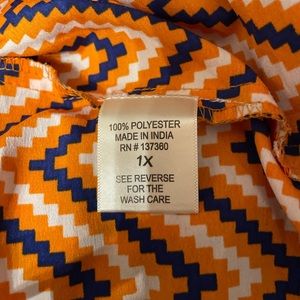 100% POLYESTER
MADE IN INDIA
RN # 137360
1X
SEE REVERSE
FOR THE
WASH CARE